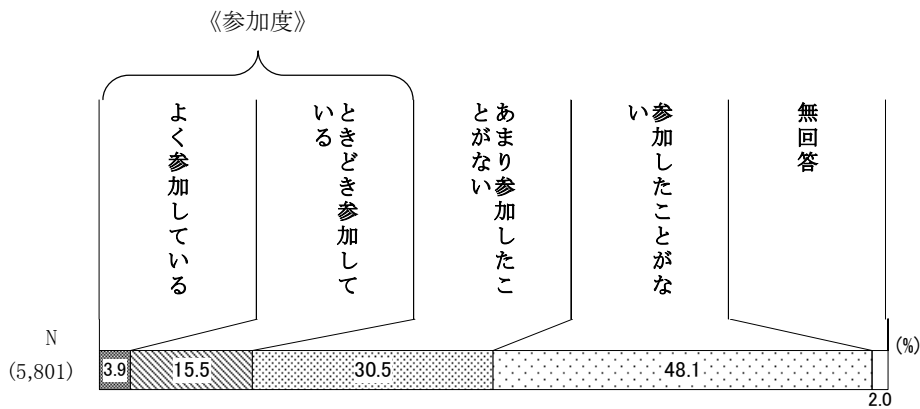 《参加度》
よく参加している
ときどき参加して
いる
あまり参加したこ
とがない
参加したことがな
い
無回答
N
(5,801)
3.9
15.5
30.5
48.1
2.0
(%)